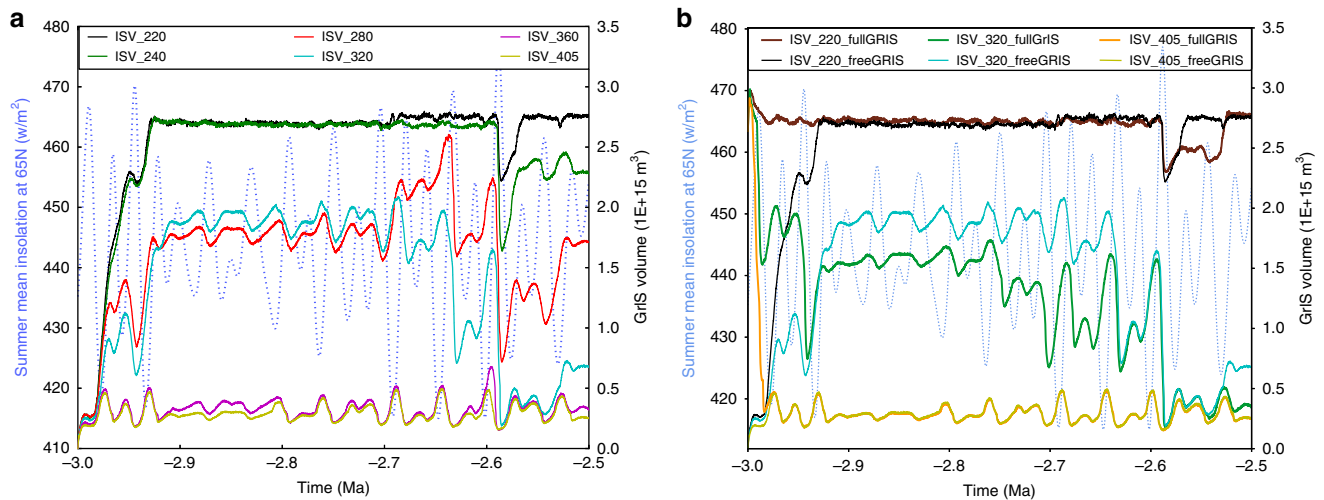 a
ISV_220 ISV_280 ISV_360
ISV_240 ISV_320 ISV_405
Summer mean insolation at 65N (w/m²)
480
470
460
450
440
430
420
410
3.5
3.0
2.5
2.0
1.5
1.0
0.5
0.0
GrIS volume (1E+15 m³)
–3.0 –2.9 –2.8 –2.7 –2.6 –2.5
Time (Ma)
b
ISV_220_fullGRIS ISV_320_fullGrIS ISV_405_fullGRIS
ISV_220_freeGRIS ISV_320_freeGRIS ISV_405_freeGRIS
Summer mean insolation at 65N (w/m²)
480
470
460
450
440
430
420
3.5
3.0
2.5
2.0
1.5
1.0
0.5
0.0
GrIS volume (1E+15 m³)
–3.0 –2.9 –2.8 –2.7 –2.6 –2.5
Time (Ma)